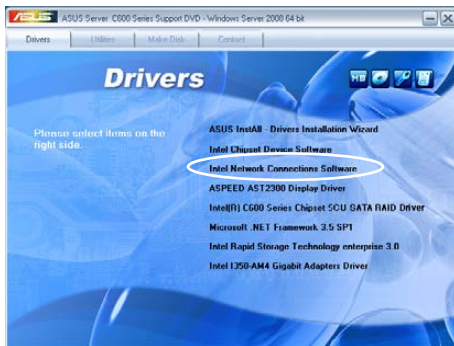 ASUS ASUS Server C600 Series Support DVD - Windows Server 2008 64 bit
Drivers Utilities Make Disk Contact
Drivers
Please select items on the
right side.
ASUS InstAll - Drivers Installation Wizard
Intel Chipset Device Software
Intel Network Connections Software
ASPEED AST2300 Display Driver
Intel(R) C600 Series Chipset SCU SATA RAID Driver
Microsoft .NET Framework 3.5 SP1
Intel Rapid Storage Technology enterprise 3.0
Intel I350-AM4 Gigabit Adapters Driver